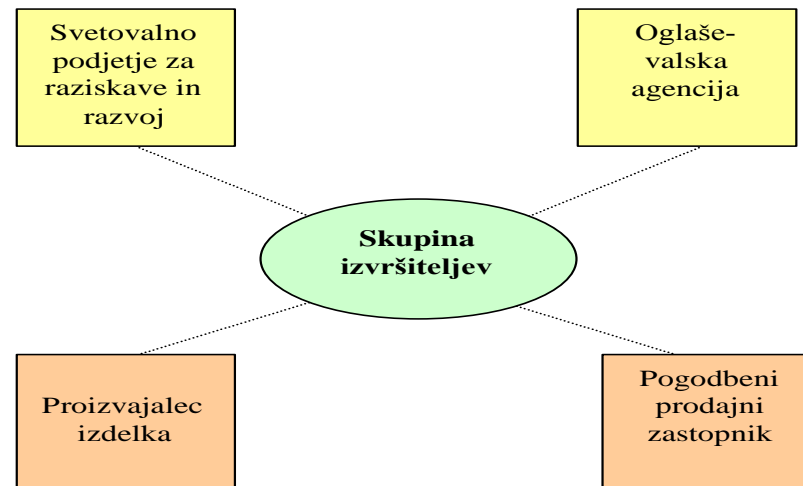 Svetovalno
podjetje za
raziskave in
razvoj
Oglaše-
valska
agencija
Skupina
izvršiteljev
Proizvajalec
izdelka
Pogodbeni
prodajni
zastopnik